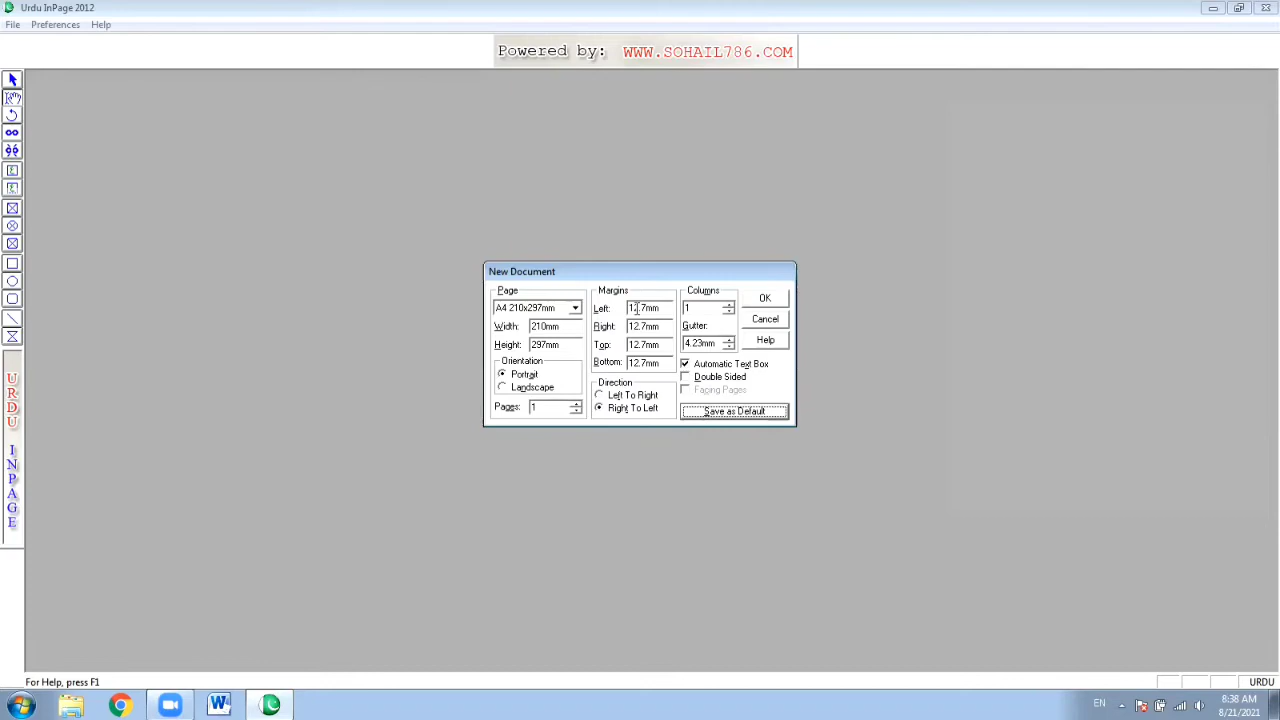 Urdu InPage 2012
File Preferences Help
Powered by: WWW.SOHAIL786.COM
New Document
Page
A4 210x297mm
Width: 210mm
Height: 297mm
Orientation
Portrait
Landscape
Pages: 1
Margins
Left: 12.7mm
Right: 12.7mm
Top: 12.7mm
Bottom: 12.7mm
Direction
Left To Right
Right To Left
Columns
1
Gutter:
4.23mm
OK
Cancel
Help
Automatic Text Box
Double Sided
Facing Pages
Save as Default
URDU
INPAGE
For Help, press F1
URDU
EN
8:38 AM
8/21/2021